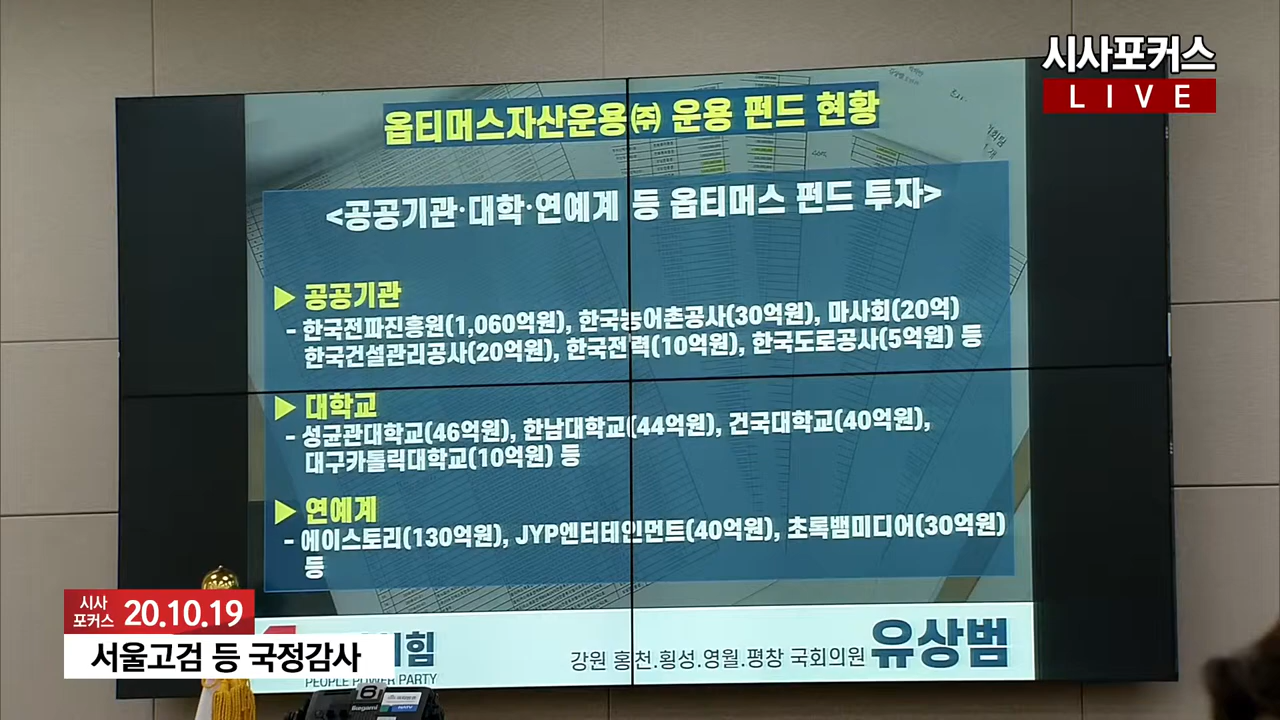 시사포커스
LIVE
옵티머스자산운용㈜ 운용 펀드 현황
<공공기관·대학·연예계 등 옵티머스 펀드 투자>
▶ 공공기관
- 한국전파진흥원(1,060억원), 한국농어촌공사(30억원), 마사회(20억)
한국건설관리공사(20억원), 한국전력(10억원), 한국도로공사(5억원) 등
▶ 대학교
- 성균관대학교(46억원), 한남대학교(44억원), 건국대학교(40억원),
대구카톨릭대학교(10억원) 등
▶ 연예계
- 에이스토리(130억원), JYP엔터테인먼트(40억원), 초록뱀미디어(30억원)
등
시사
포커스
20.10.19
서울고검 등 국정감사
힘
PEOPLE POWER PARTY
강원 홍천.횡성.영월.평창 국회의원 유상범
6